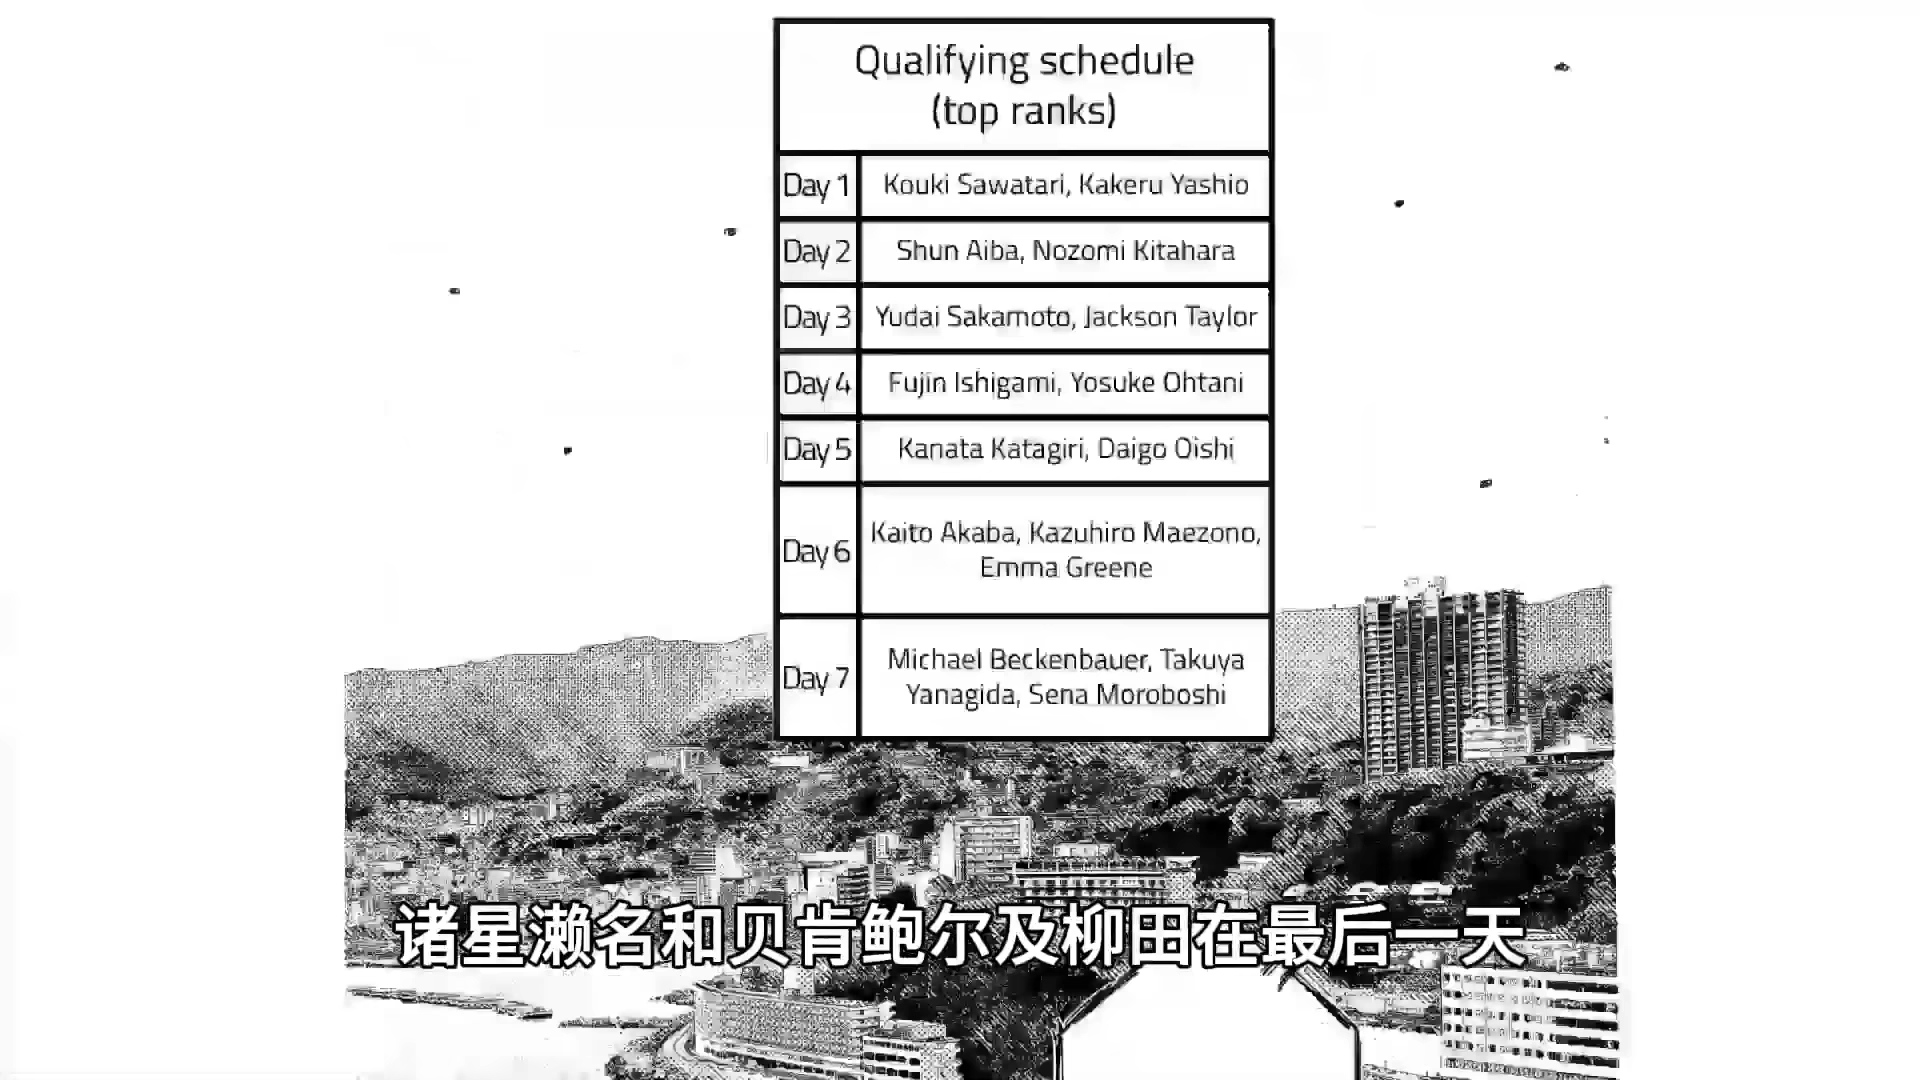 Qualifying schedule
(top ranks)
Day 1 Kouki Sawatari, Kakeru Yashio
Day 2 Shun Aiba, Nozomi Kitahara
Day 3 Yudai Sakamoto, Jackson Taylor
Day 4 Fujin Ishigami, Yosuke Ohtani
Day 5 Kanata Katagiri, Daigo Oishi
Day 6 Kaito Akaba, Kazuhiro Maezono,
Emma Greene
Day 7 Michael Beckenbauer, Takuya
Yanagida, Sena Moroboshi
诸星濑名和贝肯鲍尔及柳田在最后一天